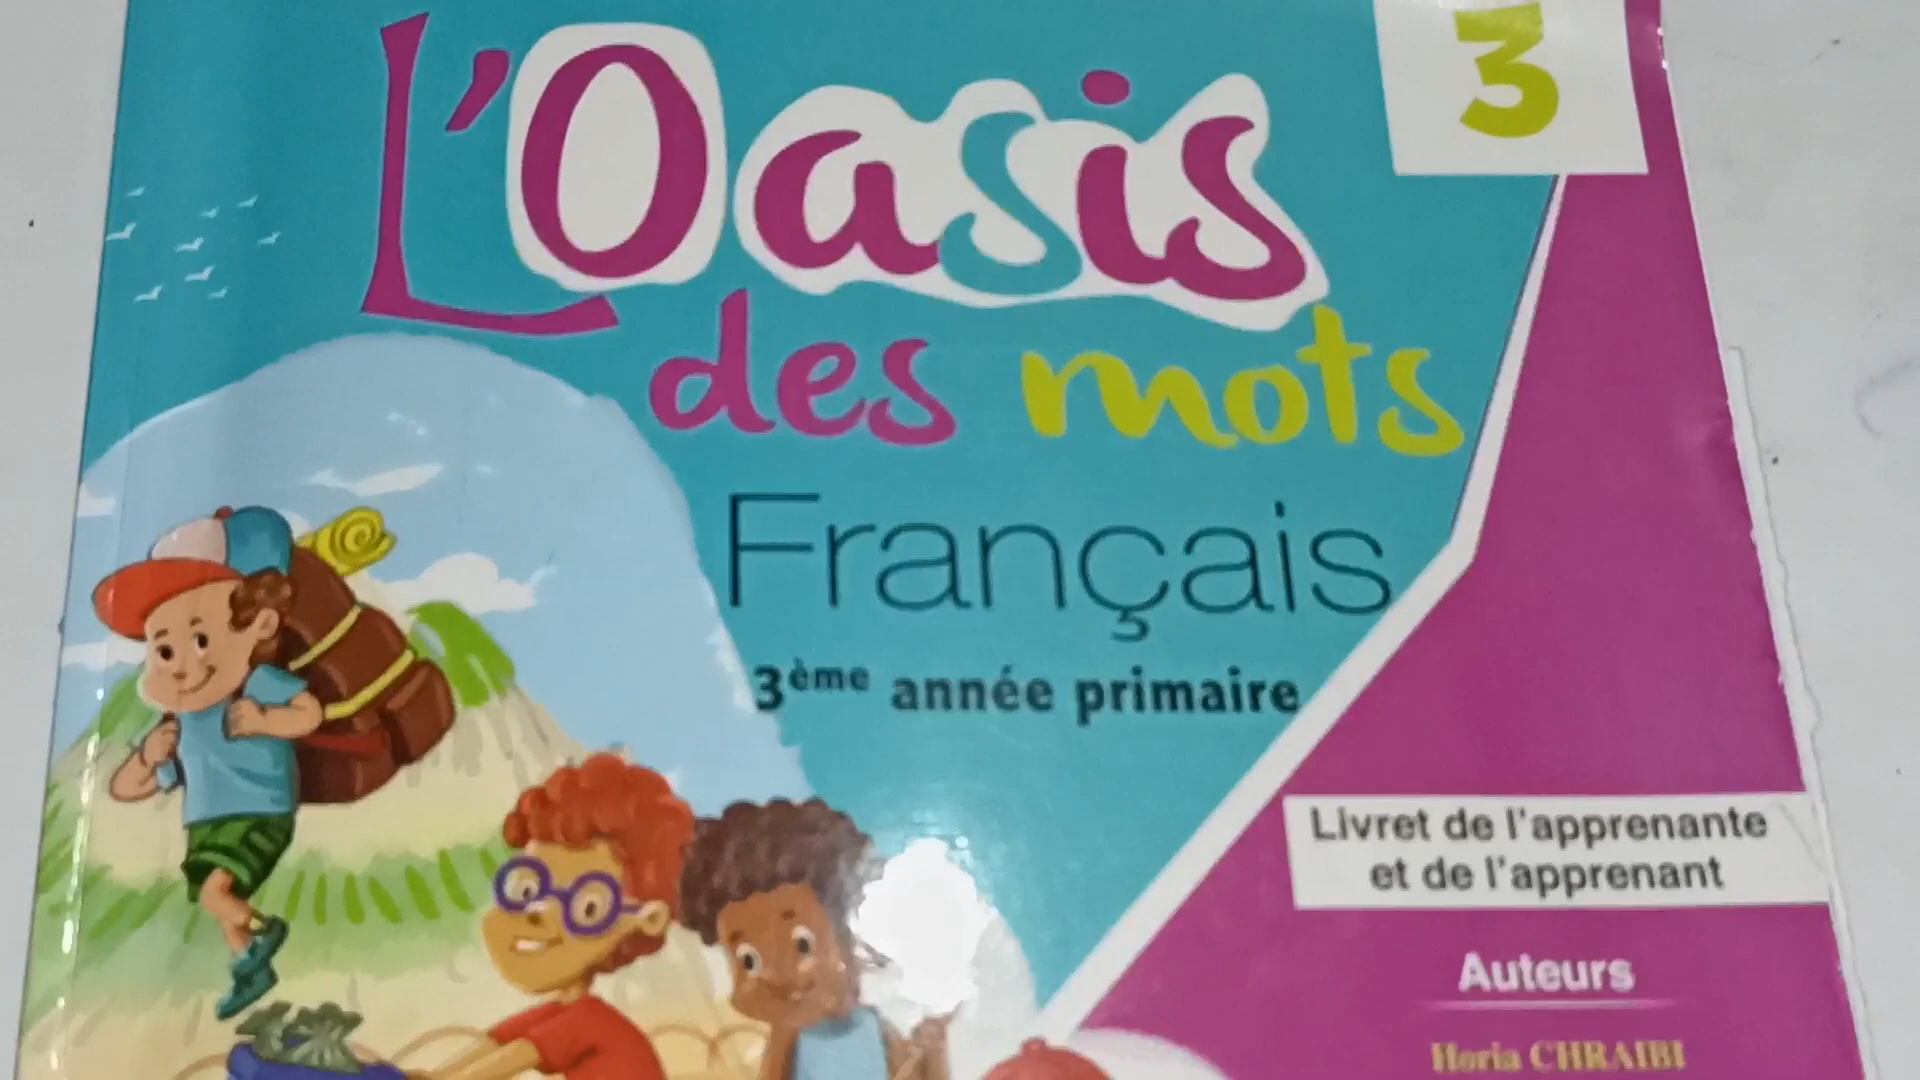 3
L'Oasis
des mots
Français
3ème année primaire
Livret de l'apprenante
et de l'apprenant
Auteurs
Horia CHRAIBI